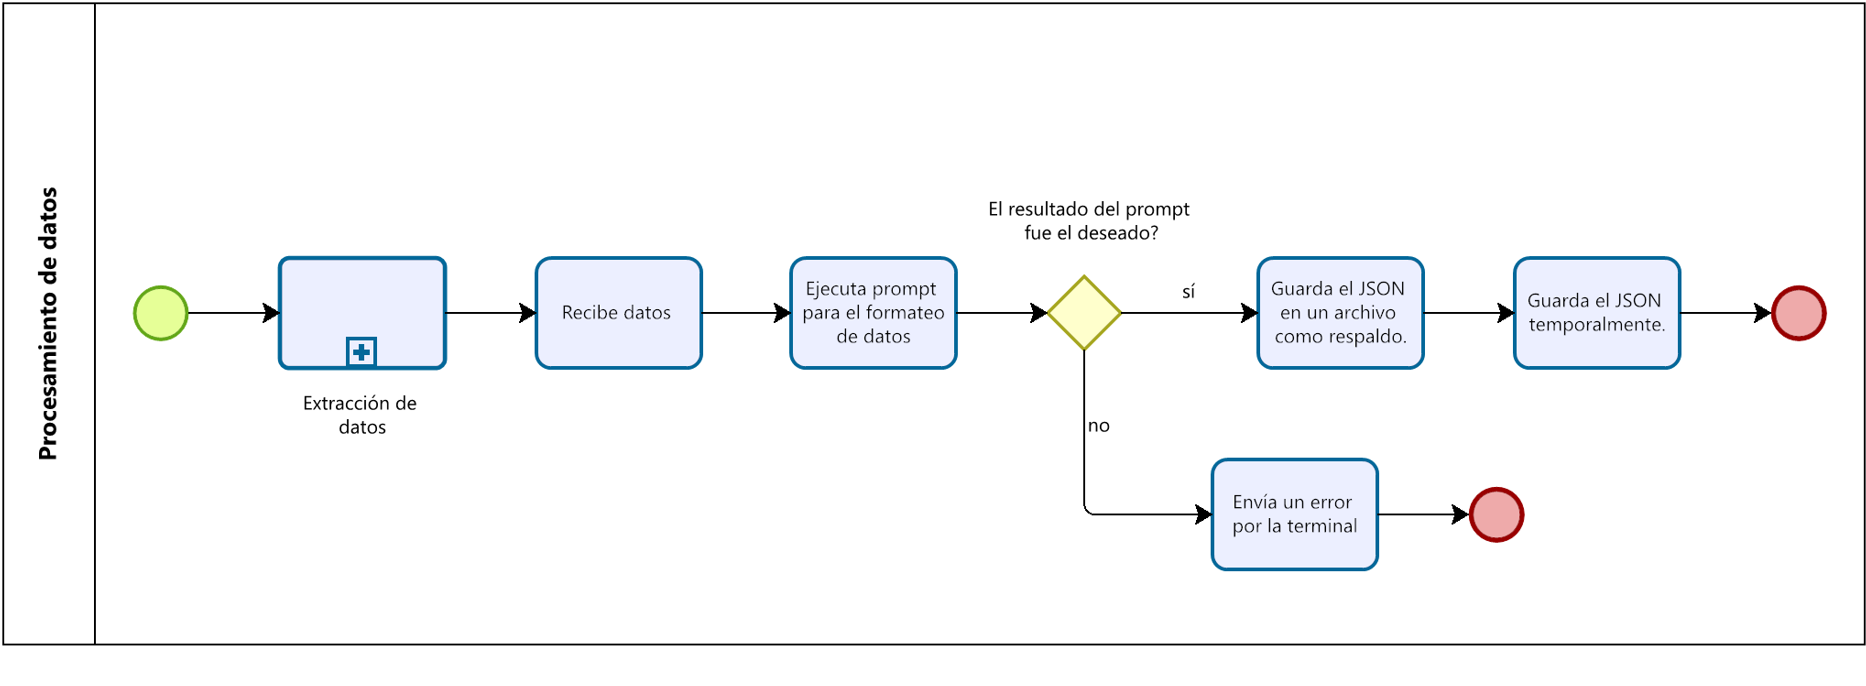 Procesamiento de datos
Extracción de
datos
Recibe datos
Ejecuta prompt
para el formateo
de datos
El resultado del prompt
fue el deseado?
sí
Guarda el JSON
en un archivo
como respaldo.
Guarda el JSON
temporalmente.
no
Envía un error
por la terminal